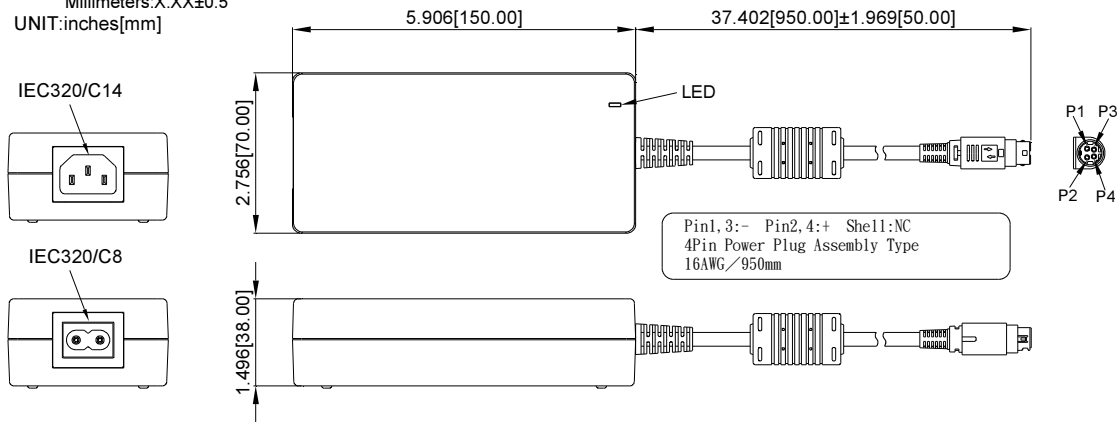 Millimeters:X.XX±0.5
UNIT:inches[mm]
5.906[150.00]
37.402[950.00]±1.969[50.00]
IEC320/C14
2.756[70.00]
LED
P1 P3
P2 P4
Pin1,3:- Pin2,4:+ Shell:NC
4Pin Power Plug Assembly Type
16AWG/950mm
IEC320/C8
1.496[38.00]